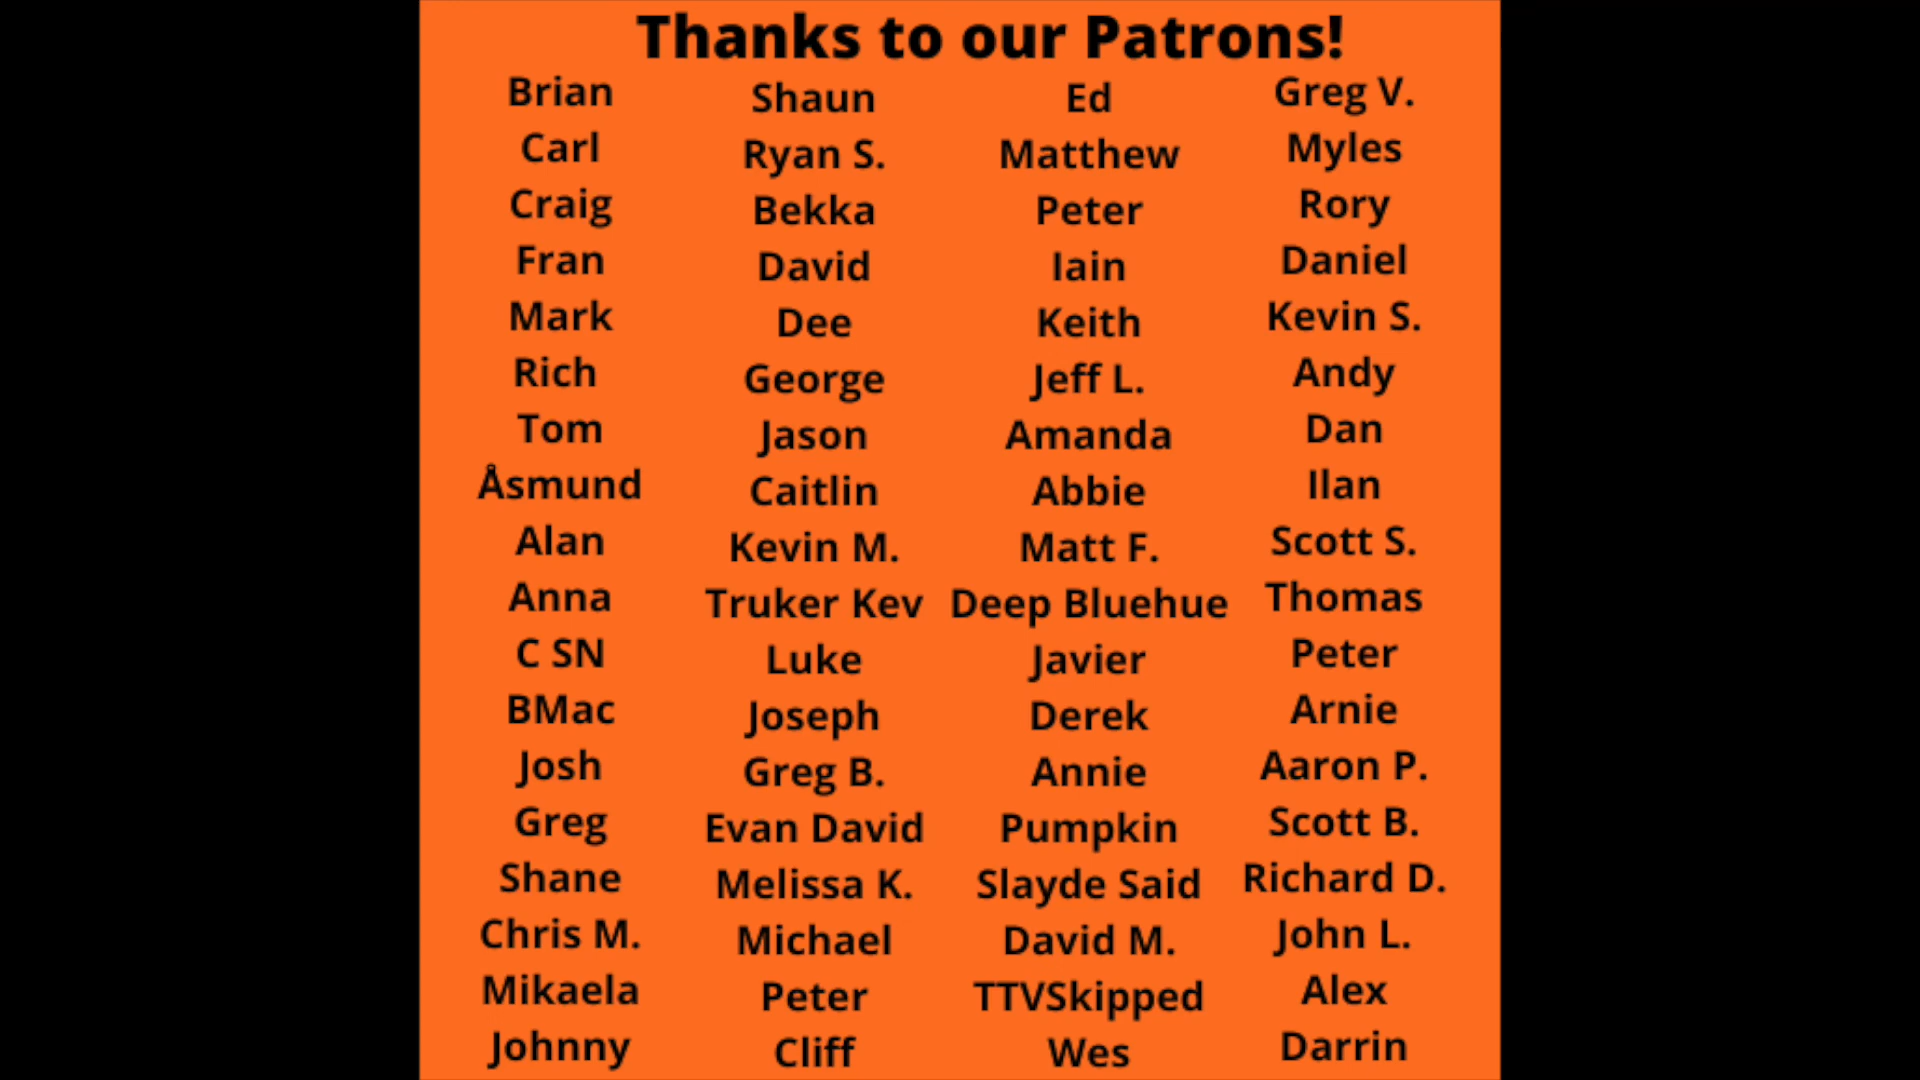 Thanks to our Patrons!
Brian
Carl
Craig
Fran
Mark
Rich
Tom
Åsmund
Alan
Anna
C SN
BMac
Josh
Greg
Shane
Chris M.
Mikaela
Johnny
Shaun
Ryan S.
Bekka
David
Dee
George
Jason
Caitlin
Kevin M.
Truker Kev
Luke
Joseph
Greg B.
Evan David
Melissa K.
Michael
Peter
Cliff
Ed
Matthew
Peter
Iain
Keith
Jeff L.
Amanda
Abbie
Matt F.
Deep Bluehue
Javier
Derek
Annie
Pumpkin
Slayde Said
David M.
TTVSkipped
Wes
Greg V.
Myles
Rory
Daniel
Kevin S.
Andy
Dan
Ilan
Scott S.
Thomas
Peter
Arnie
Aaron P.
Scott B.
Richard D.
John L.
Alex
Darrin